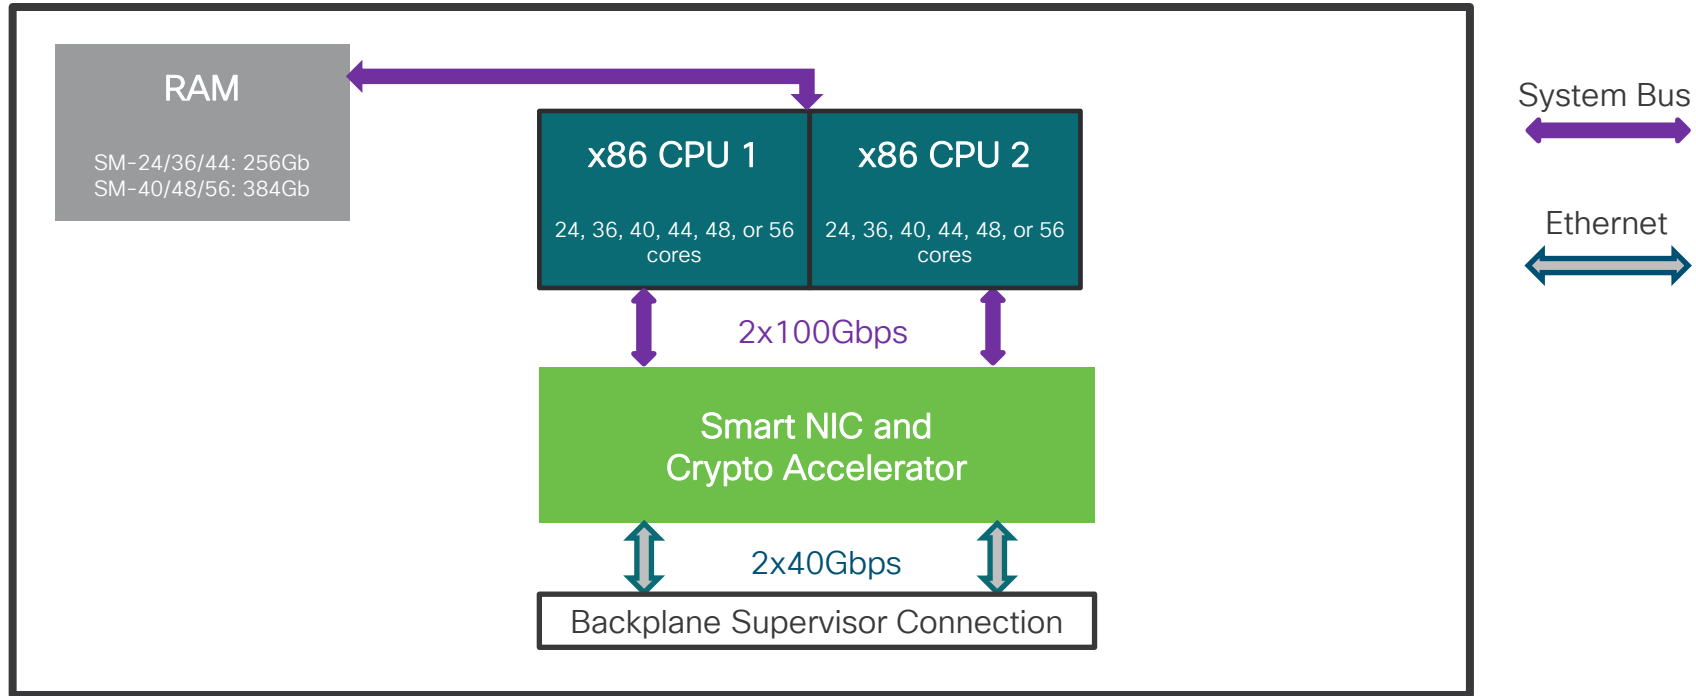 RAM
SM-24/36/44: 256Gb
SM-40/48/56: 384Gb
x86 CPU 1
24, 36, 40, 44, 48, or 56
cores
x86 CPU 2
24, 36, 40, 44, 48, or 56
cores
2x100Gbps
Smart NIC and
Crypto Accelerator
2x40Gbps
Backplane Supervisor Connection
System Bus
Ethernet